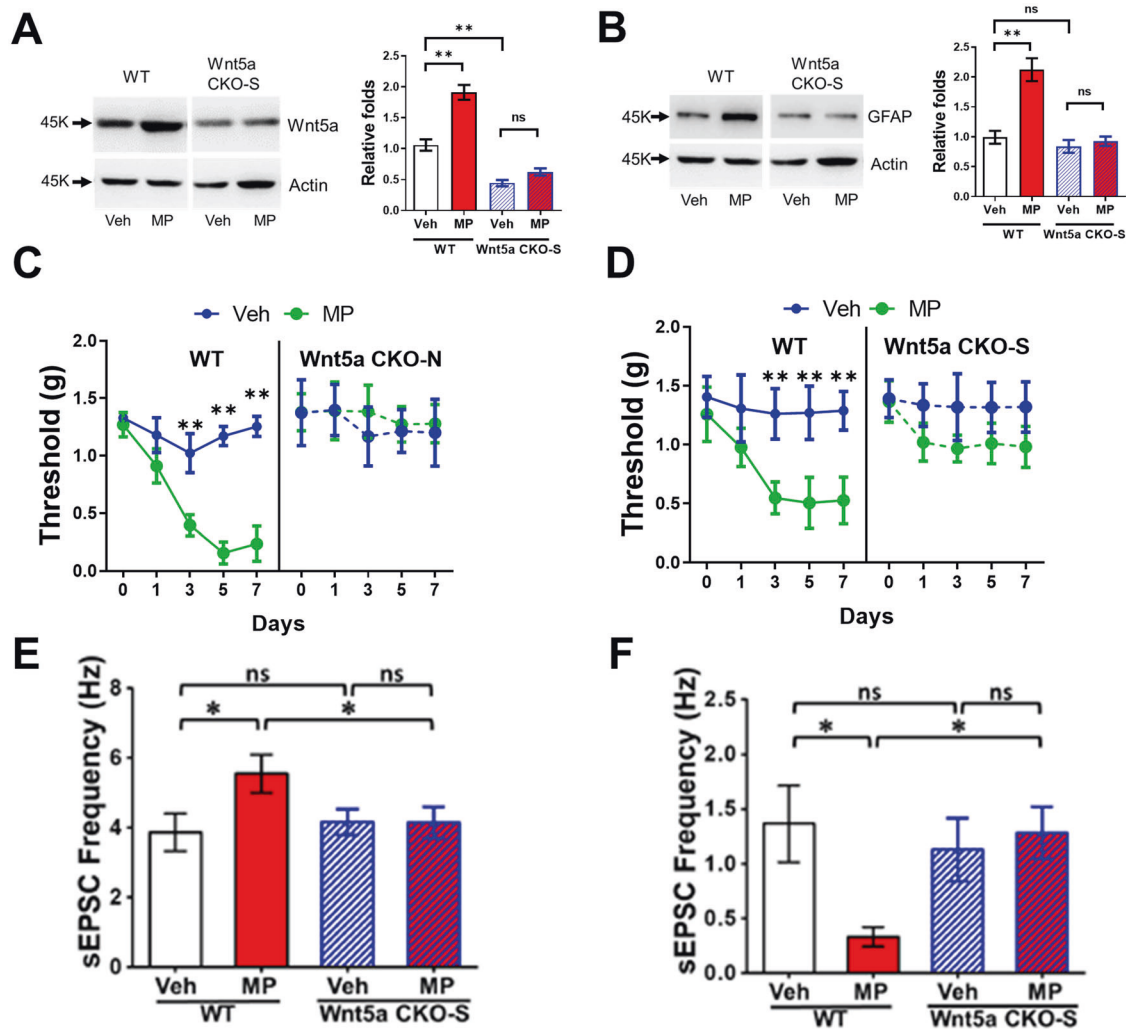 A
WT
Wnt5a
CKO-S
45K
Wnt5a
45K
Actin
Veh MP Veh MP
Relative folds
2.5
2.0
1.5
1.0
0.5
0.0
**
**
ns
Veh MP Veh MP
WT Wnt5a CKO-S
B
WT
Wnt5a
CKO-S
45K
GFAP
45K
Actin
Veh MP Veh MP
Relative folds
2.5
2.0
1.5
1.0
0.5
0.0
ns
**
ns
Veh MP Veh MP
WT Wnt5a CKO-S
C
Veh MP
Threshold (g)
2.0
1.5
1.0
0.5
0.0
WT Wnt5a CKO-N
** ** **
0 1 3 5 7 0 1 3 5 7
Days
D
Veh MP
Threshold (g)
2.0
1.5
1.0
0.5
0.0
WT Wnt5a CKO-S
** ** **
0 1 3 5 7 0 1 3 5 7
Days
E
sEPSC Frequency (Hz)
8
6
4
2
0
ns ns
* *
Veh MP Veh MP
WT Wnt5a CKO-S
F
sEPSC Frequency (Hz)
2.5
2.0
1.5
1.0
0.5
0.0
ns ns
* *
Veh MP Veh MP
WT Wnt5a CKO-S